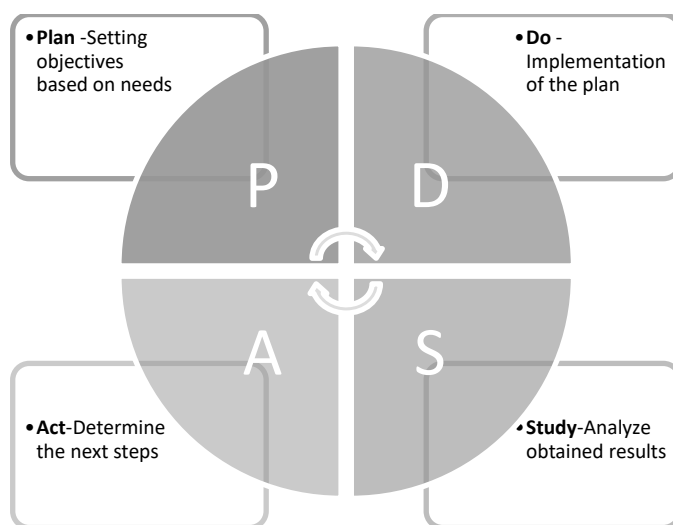 •Plan -Setting
objectives
based on needs
•Do -
Implementation
of the plan
P
D
A
S
•Act-Determine
the next steps
•Study-Analyze
obtained results